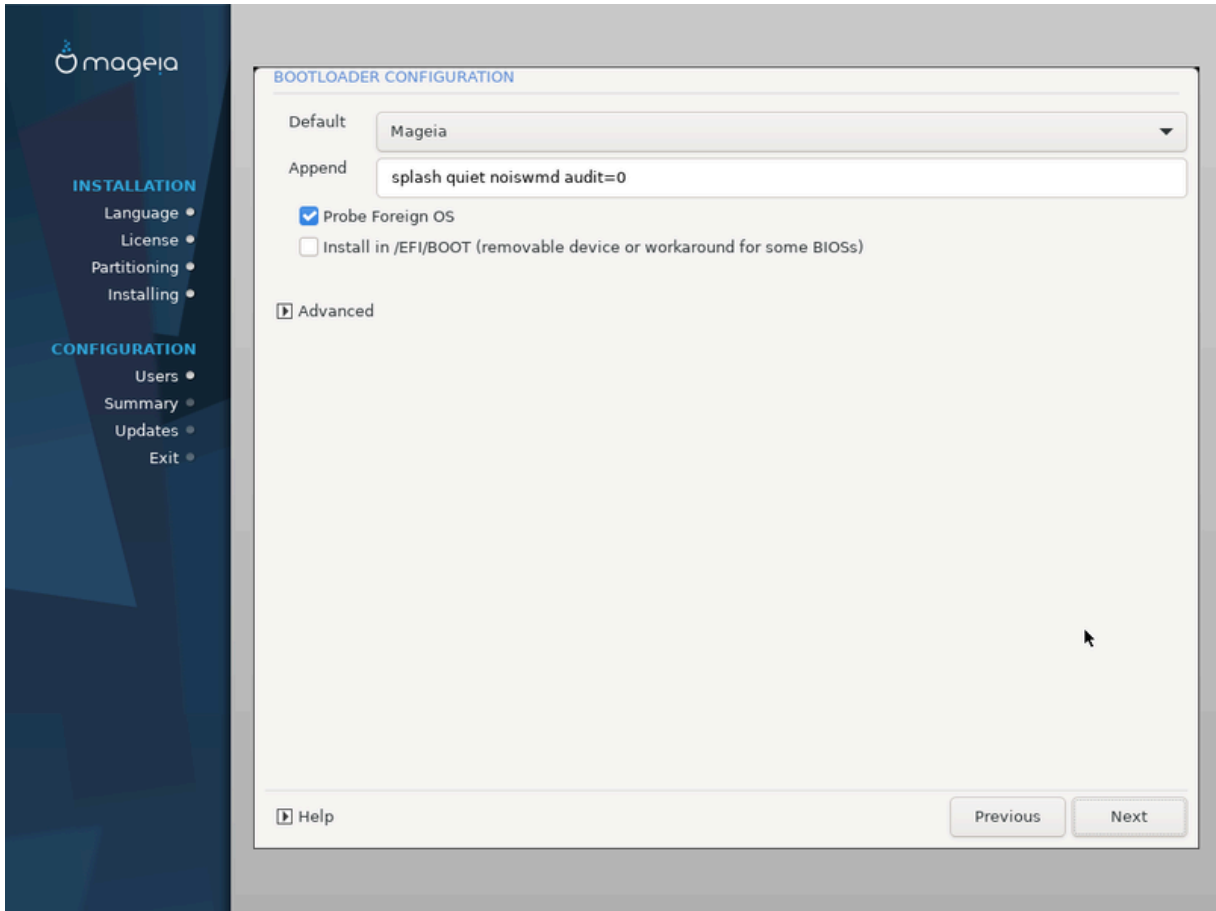 mageia
INSTALLATION
Language
License
Partitioning
Installing
CONFIGURATION
Users
Summary
Updates
Exit
BOOTLOADER CONFIGURATION
Default
Mageia
Append
splash quiet noiswmd audit=0
Probe Foreign OS
Install in /EFI/BOOT (removable device or workaround for some BIOSs)
Advanced
Help
Previous
Next